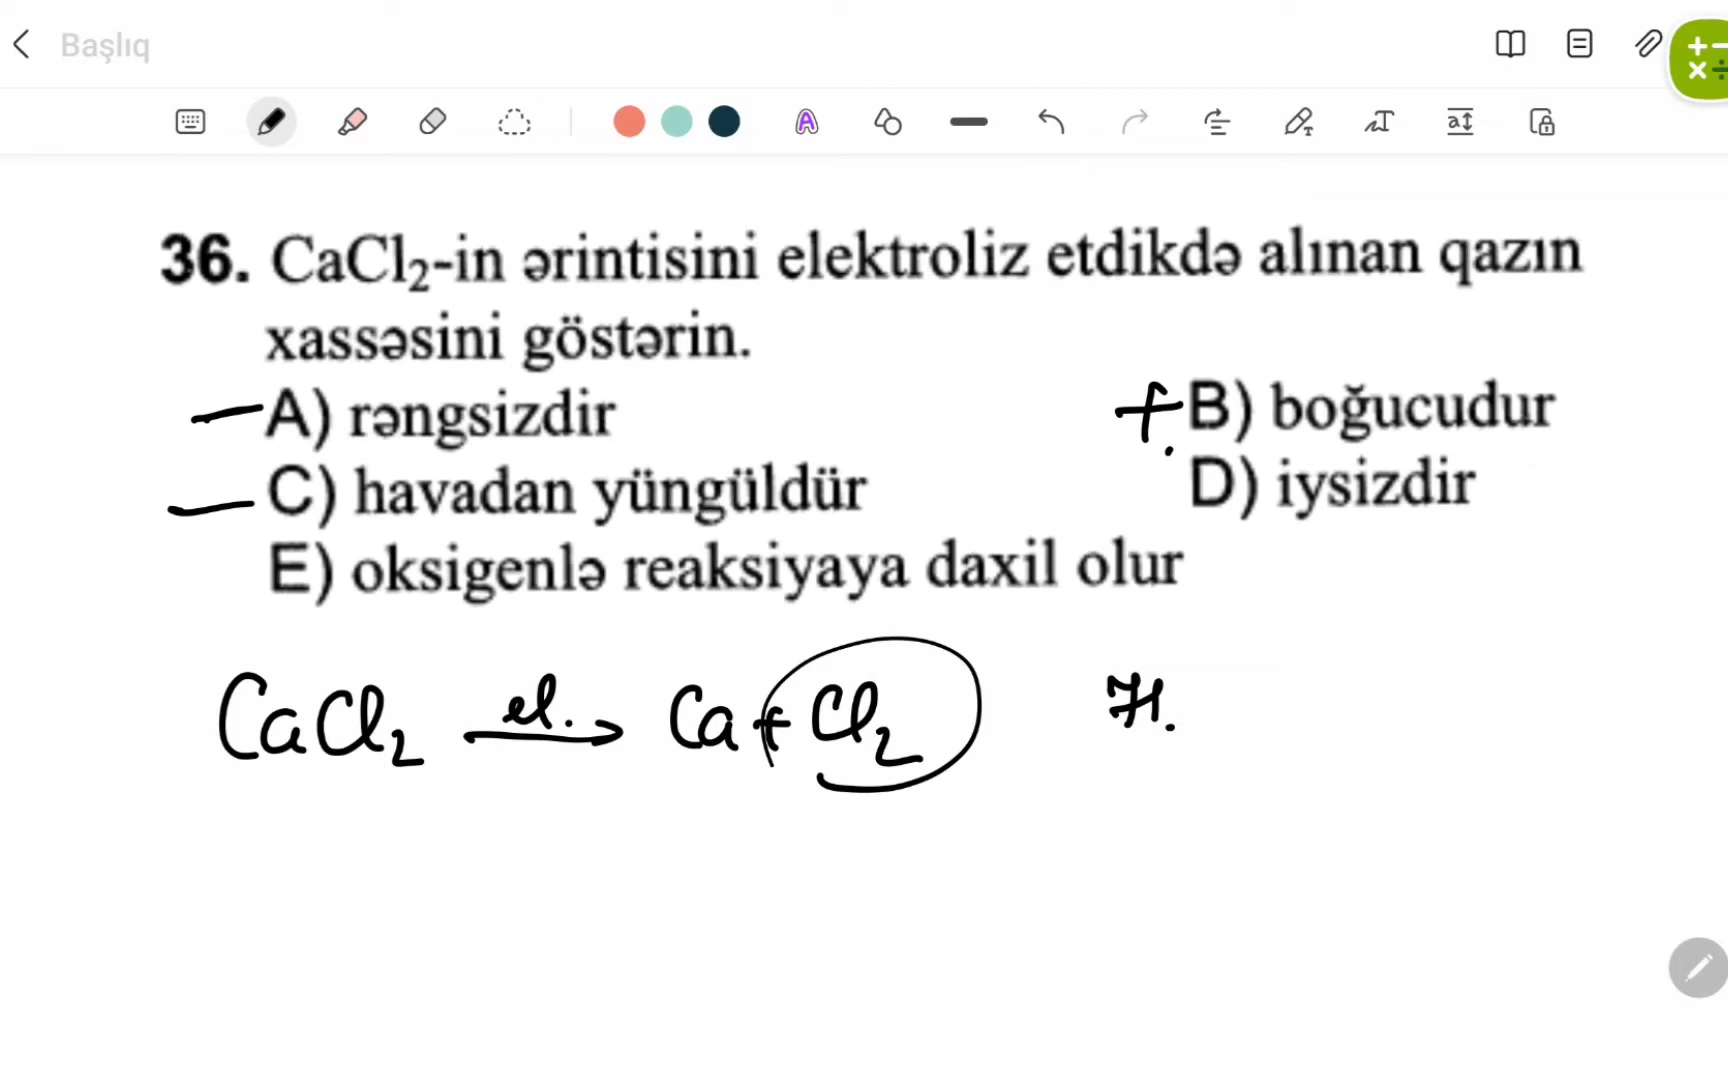 Başlıq
36. CaCl₂-in ərintisini elektroliz etdikdə alınan qazın
xassəsini göstərin.
— A) rəngsizdir + B) boğucudur
— C) havadan yüngüldür D) iysizdir
E) oksigenlə reaksiyaya daxil olur
CaCl₂ el. → Ca + Cl₂ 71.